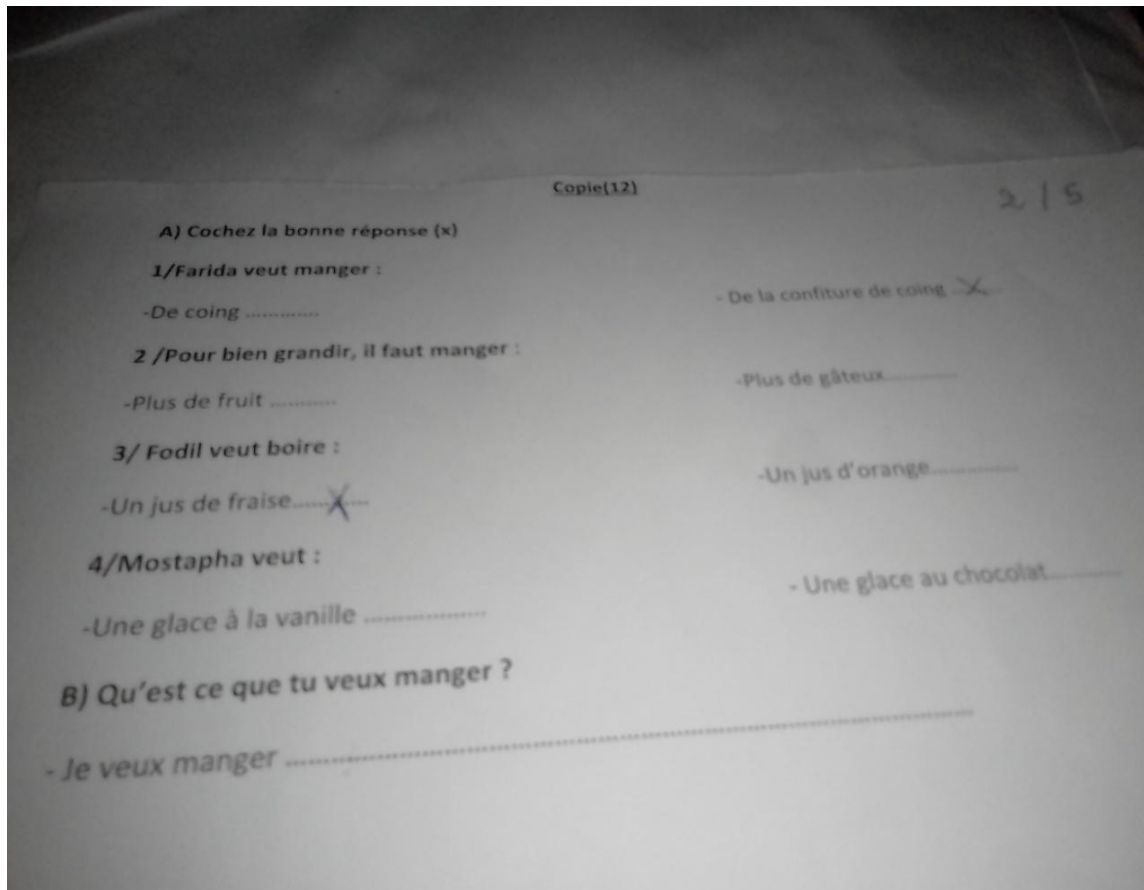 Copie(12)
2 / 5
A) Cochez la bonne réponse (x)
1/Farida veut manger :
-De coing ............. - De la confiture de coing ...X...
2 /Pour bien grandir, il faut manger :
-Plus de fruit ............ -Plus de gâteux.............
3/ Fodil veut boire :
-Un jus de fraise......X.... -Un jus d'orange................
4/Mostapha veut :
-Une glace à la vanille .................. - Une glace au chocolat............
B) Qu'est ce que tu veux manger ?
- Je veux manger ................................................................................